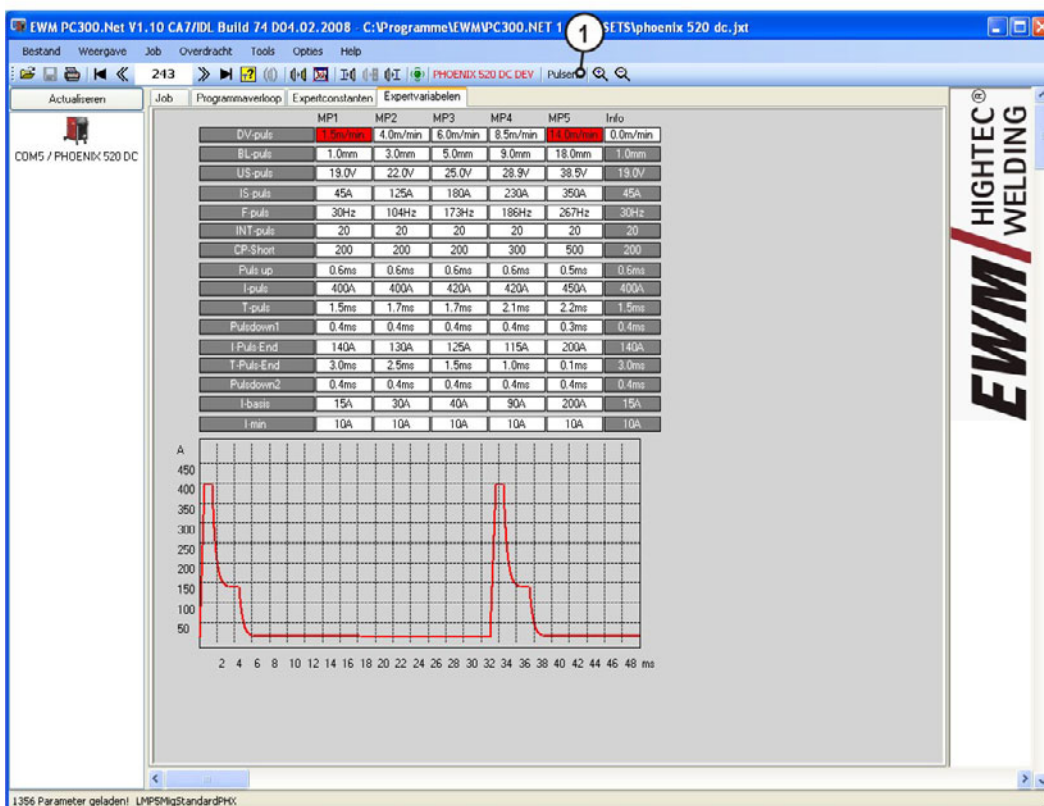 EWM PC300.Net V1.10 CA7/IDL Build 74 D04.02.2008 - C:\Programme\EWM\PC300.NET 1 SETS\phoenix 520 dc.jxt
1
Bestand Weergave Job Overdracht Tools Opties Help
243 PHOENIX 520 DC DEV Pulsen
Actualiseren
COM5 / PHOENIX 520 DC
Job Programmaverloop Expertconstanten Expertvariabelen
MP1 MP2 MP3 MP4 MP5 Info
DV-puls 1.5m/min 4.0m/min 6.0m/min 8.5m/min 14.0m/min 0.0m/min
BL-puls 1.0mm 3.0mm 5.0mm 9.0mm 18.0mm 1.0mm
US-puls 19.0V 22.0V 25.0V 28.9V 38.5V 19.0V
IS-puls 45A 125A 180A 230A 350A 45A
F-puls 30Hz 104Hz 173Hz 186Hz 267Hz 30Hz
INT-puls 20 20 20 20 20 20
CP-Short 200 200 200 300 500 200
Puls up 0.6ms 0.6ms 0.6ms 0.6ms 0.5ms 0.6ms
I-puls 400A 400A 420A 420A 450A 400A
T-puls 1.5ms 1.7ms 1.7ms 2.1ms 2.2ms 1.5ms
Pulsdown1 0.4ms 0.4ms 0.4ms 0.4ms 0.3ms 0.4ms
I-Puls-End 140A 130A 125A 115A 200A 140A
T-Puls-End 3.0ms 2.5ms 1.5ms 1.0ms 0.1ms 3.0ms
Pulsdown2 0.4ms 0.4ms 0.4ms 0.4ms 0.4ms 0.4ms
I-basis 15A 30A 40A 90A 200A 15A
I-min 10A 10A 10A 10A 10A 10A
A
450
400
350
300
250
200
150
100
50
2 4 6 8 10 12 14 16 18 20 22 24 26 28 30 32 34 36 38 40 42 44 46 48 ms
EWM HIGHTEC®
WELDING
1356 Parameter geladen! LMP5MigStandardPHX